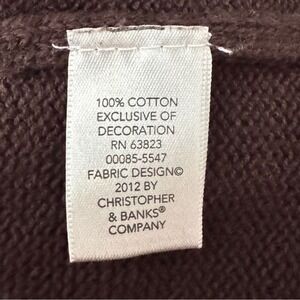 100% COTTON
EXCLUSIVE OF
DECORATION
RN 63823
00085-5547
FABRIC DESIGN©
2012 BY
CHRISTOPHER
& BANKS®
COMPANY